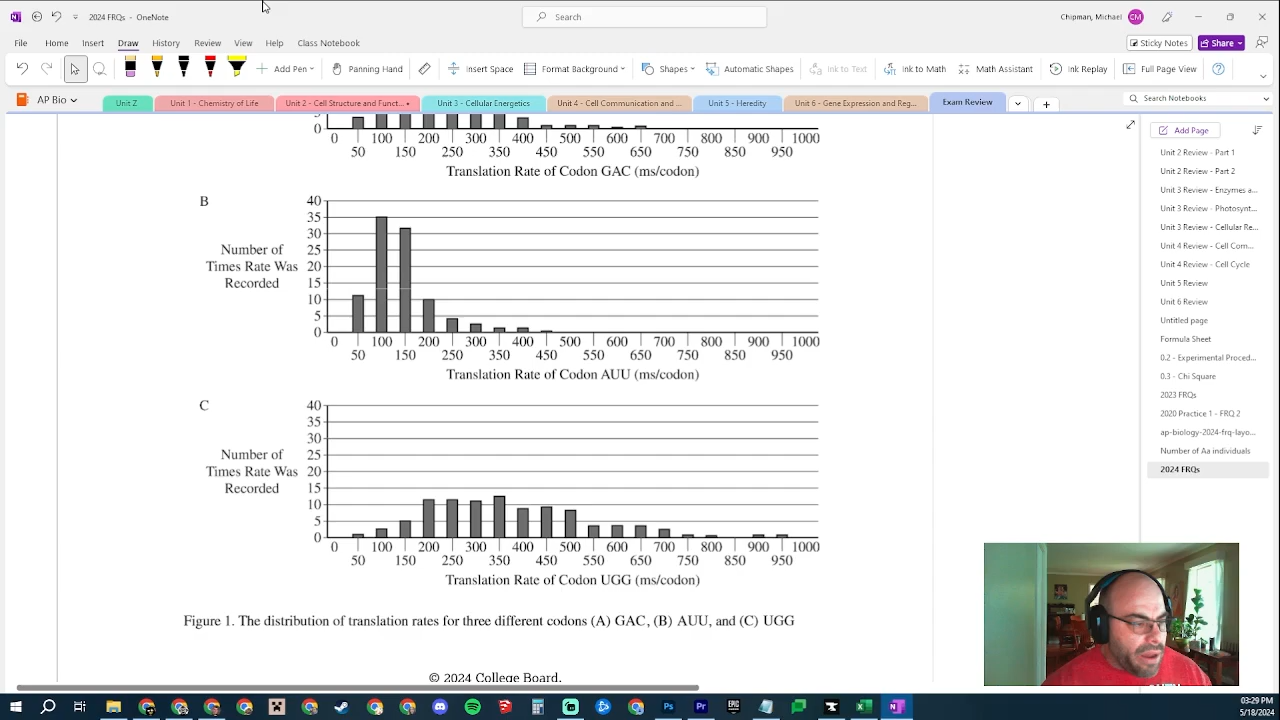 2024 FRQs - OneNote
Search
Chipman, Michael
CM
File Home Insert Draw History Review View Help Class Notebook
Sticky Notes
Share
Add Pen
Panning Hand
Insert Space
Format Background
Shapes
Automatic Shapes
Ink to Text
Ink to Math
Math Assistant
Ink Replay
Full Page View
AP Bio
Unit Z
Unit 1 - Chemistry of Life
Unit 2 - Cell Structure and Funct...
Unit 3 - Cellular Energetics
Unit 4 - Cell Communication and ...
Unit 5 - Heredity
Unit 6 - Gene Expression and Reg...
Exam Review
Search Notebooks
Add Page
Unit 2 Review - Part 1
Unit 2 Review - Part 2
Unit 3 Review - Enzymes a...
Unit 3 Review - Photosynt...
Unit 3 Review - Cellular Re...
Unit 4 Review - Cell Com...
Unit 4 Review - Cell Cycle
Unit 5 Review
Unit 6 Review
Untitled page
Formula Sheet
0.2 - Experimental Proced...
0.3 - Chi Square
2023 FRQs
2020 Practice 1 - FRQ 2
ap-biology-2024-frq-layo...
Number of Aa individuals
2024 FRQs
0
0 100 200 300 400 500 600 700 800 900 1000
50 150 250 350 450 550 650 750 850 950
Translation Rate of Codon GAC (ms/codon)
B
40
35
30
25
20
15
10
5
0
Number of
Times Rate Was
Recorded
0 100 200 300 400 500 600 700 800 900 1000
50 150 250 350 450 550 650 750 850 950
Translation Rate of Codon AUU (ms/codon)
C
40
35
30
25
20
15
10
5
0
Number of
Times Rate Was
Recorded
0 100 200 300 400 500 600 700 800 900 1000
50 150 250 350 450 550 650 750 850 950
Translation Rate of Codon UGG (ms/codon)
Figure 1. The distribution of translation rates for three different codons (A) GAC, (B) AUU, and (C) UGG
© 2024 College Board.
03:29 PM
5/18/2024